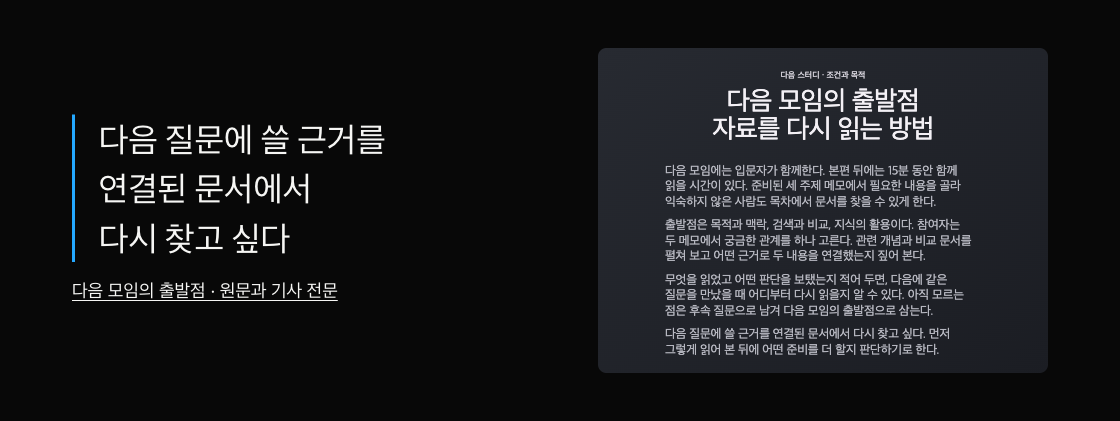 다음 질문에 쓸 근거를
연결된 문서에서
다시 찾고 싶다
다음 모임의 출발점 · 원문과 기사 전문
다음 스터디 · 조건과 목적
다음 모임의 출발점
자료를 다시 읽는 방법
다음 모임에는 입문자가 함께한다. 본편 뒤에는 15분 동안 함께
읽을 시간이 있다. 준비된 세 주제 메모에서 필요한 내용을 골라
익숙하지 않은 사람도 목차에서 문서를 찾을 수 있게 한다.
출발점은 목적과 맥락, 검색과 비교, 지식의 활용이다. 참여자는
두 메모에서 궁금한 관계를 하나 고른다. 관련 개념과 비교 문서를
펼쳐 보고 어떤 근거로 두 내용을 연결했는지 짚어 본다.
무엇을 읽었고 어떤 판단을 보탰는지 적어 두면, 다음에 같은
질문을 만났을 때 어디부터 다시 읽을지 알 수 있다. 아직 모르는
점은 후속 질문으로 남겨 다음 모임의 출발점으로 삼는다.
다음 질문에 쓸 근거를 연결된 문서에서 다시 찾고 싶다. 먼저
그렇게 읽어 본 뒤에 어떤 준비를 더 할지 판단하기로 한다.